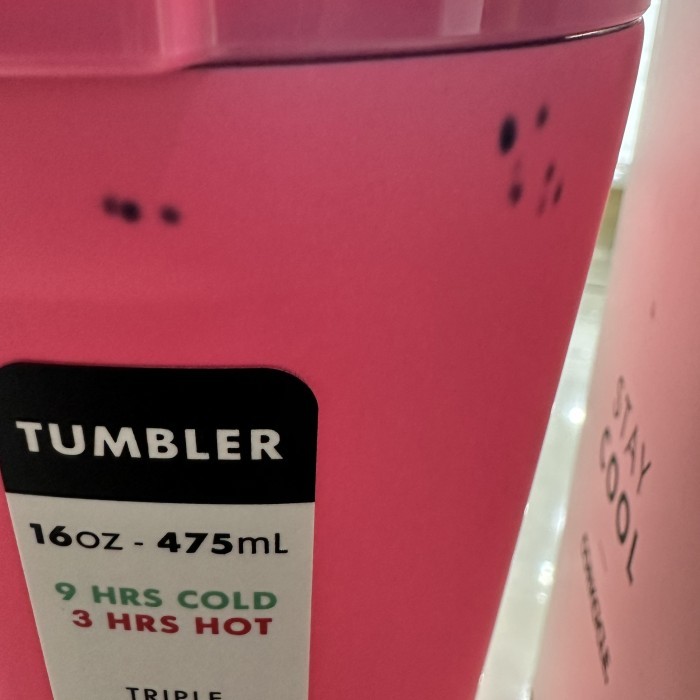 TUMBLER
16oz - 475mL
9 HRS COLD
3 HRS HOT
TRIPLE
STAY
COOL